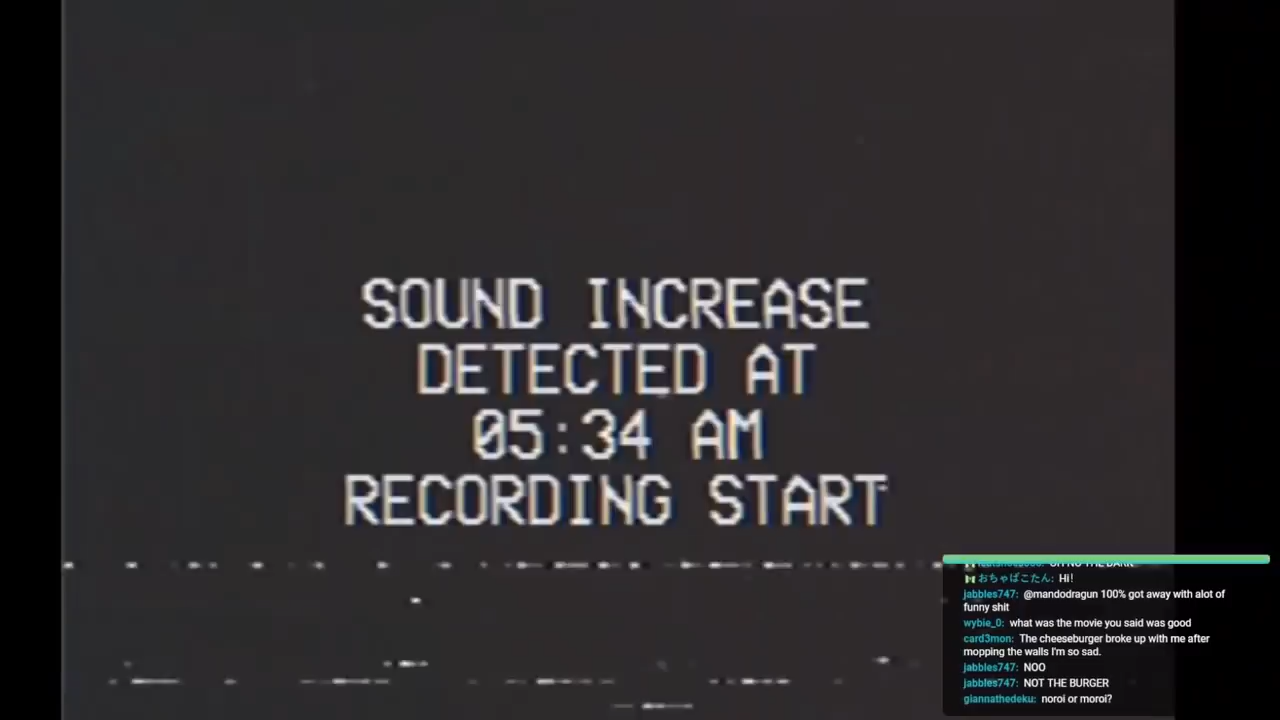 SOUND INCREASE
DETECTED AT
05:34 AM
RECORDING START
おちゃばこたん: Hi!
jabbles747: @mandodragun 100% got away with alot of
funny shit
wybie_0: what was the movie you said was good
card3mon: The cheeseburger broke up with me after
mopping the walls I'm so sad.
jabbles747: NOO
jabbles747: NOT THE BURGER
giannathedeku: noroi or moroi?